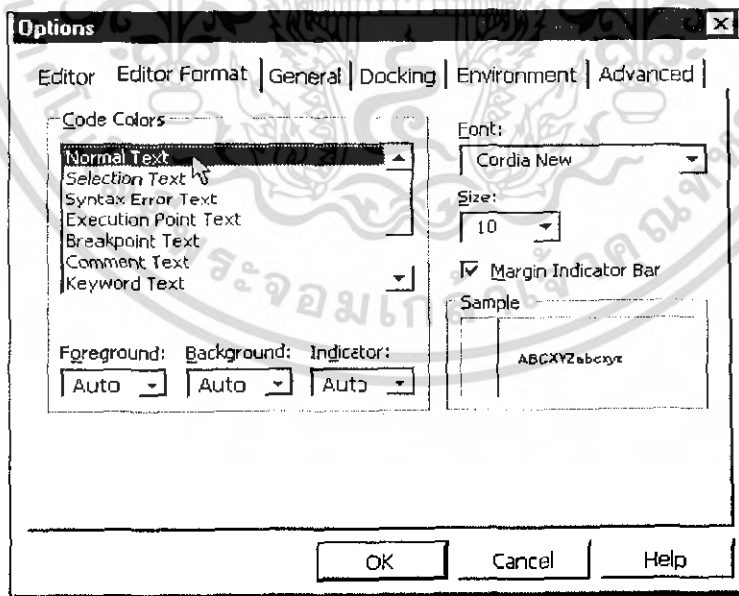 Options
Editor Editor Format General Docking Environment Advanced
Code Colors
Normal Text
Selection Text
Syntax Error Text
Execution Point Text
Breakpoint Text
Comment Text
Keyword Text
Foreground: Background: Indicator:
Auto Auto Auto
Font:
Cordia New
Size:
10
Margin Indicator Bar
Sample
ABCXYZabcxyz
OK Cancel Help